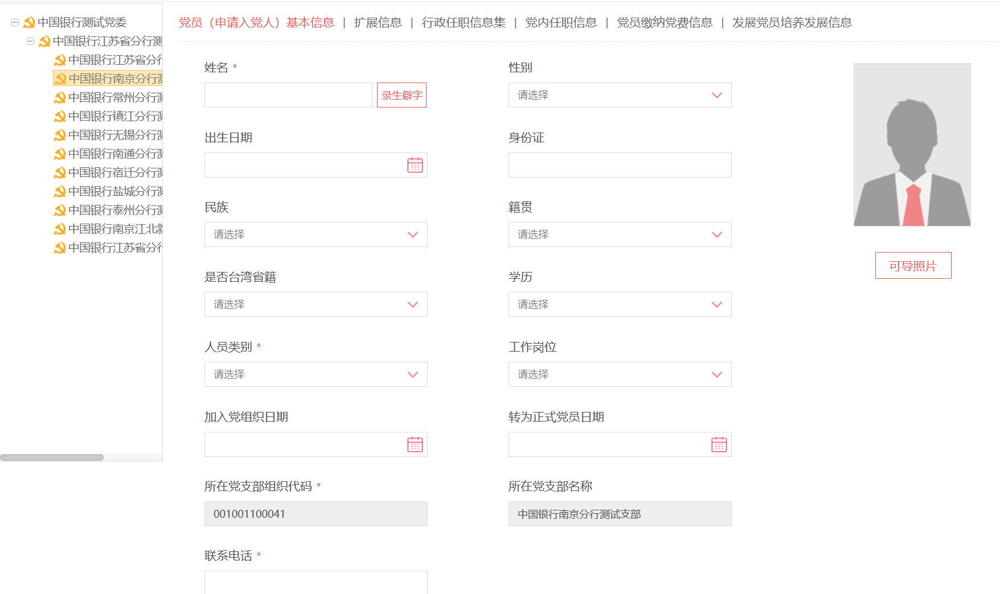 中国银行测试党委
中国银行江苏省分行测
中国银行江苏省分行
中国银行南京分行测
中国银行常州分行测
中国银行镇江分行测
中国银行无锡分行测
中国银行南通分行测
中国银行宿迁分行测
中国银行盐城分行测
中国银行泰州分行测
中国银行南京江北新
中国银行江苏省分行
党员（申请入党人）基本信息 | 扩展信息 | 行政任职信息集 | 党内任职信息 | 党员缴纳党费信息 | 发展党员培养发展信息
姓名 *
录生僻字
性别
请选择
出生日期
身份证
民族
请选择
籍贯
请选择
是否台湾省籍
请选择
学历
请选择
人员类别 *
请选择
工作岗位
请选择
加入党组织日期
转为正式党员日期
所在党支部组织代码 *
001001100041
所在党支部名称
中国银行南京分行测试支部
联系电话 *
可导照片